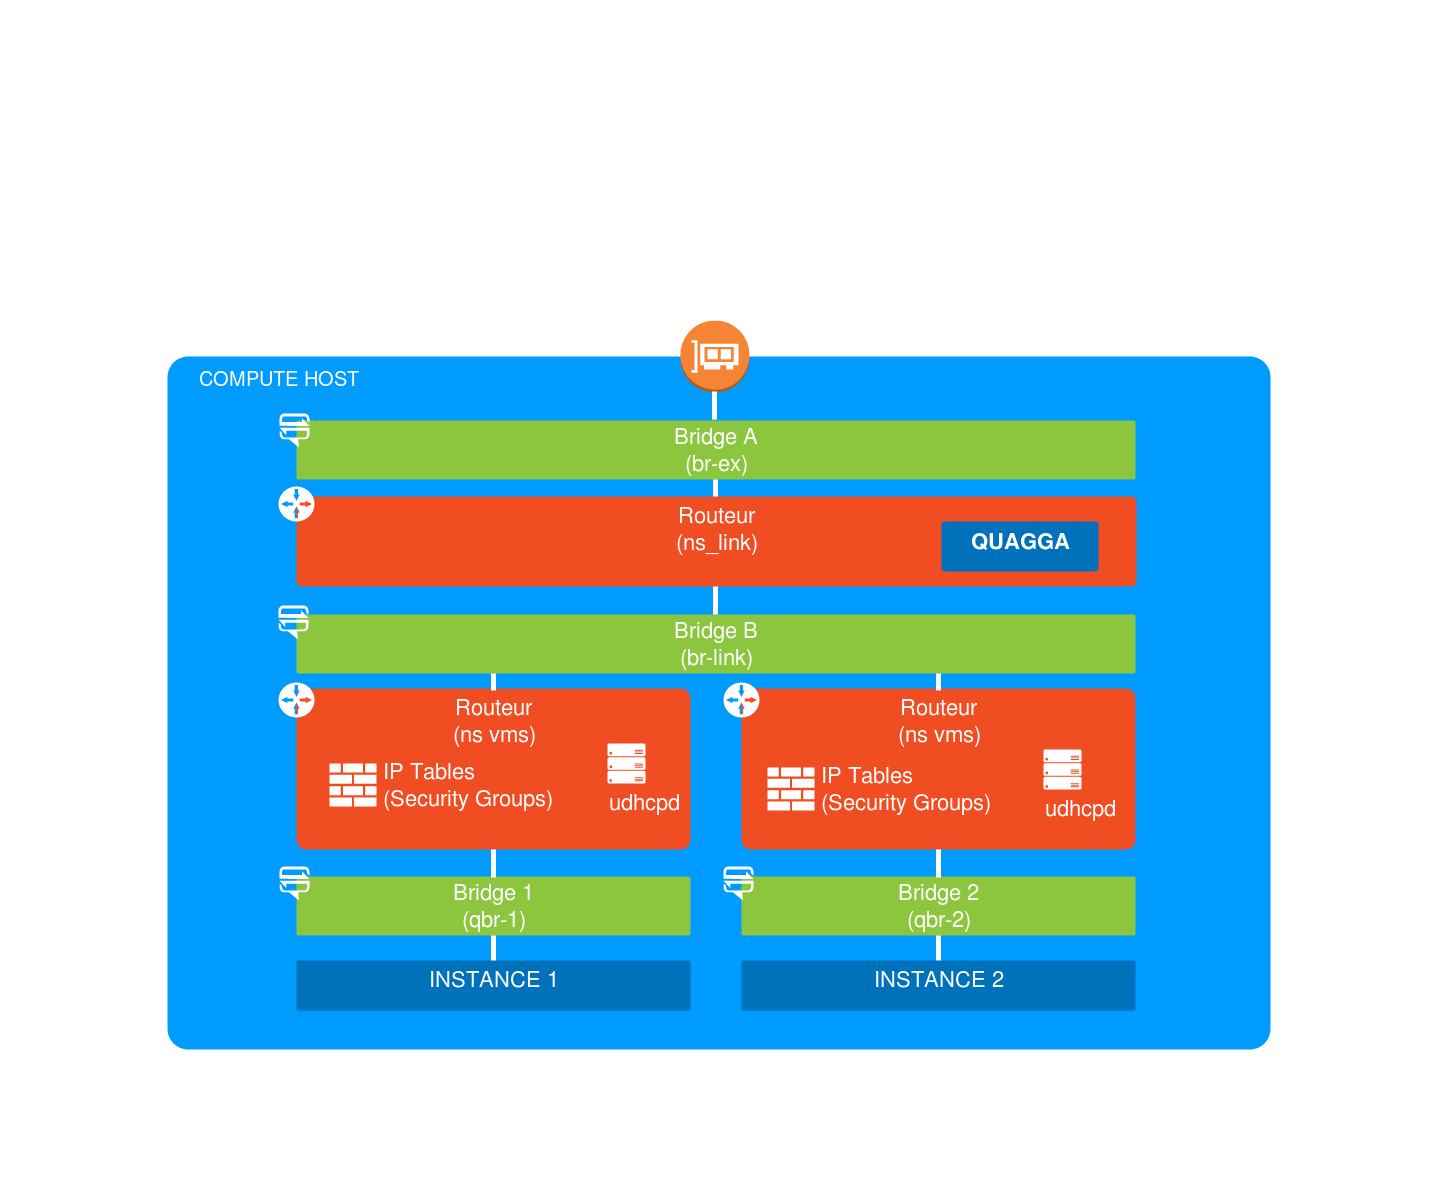 COMPUTE HOST
Bridge A
(br-ex)
Routeur
(ns_link)
QUAGGA
Bridge B
(br-link)
Routeur
(ns vms)
IP Tables
(Security Groups)
udhcpd
Routeur
(ns vms)
IP Tables
(Security Groups)
udhcpd
Bridge 1
(qbr-1)
Bridge 2
(qbr-2)
INSTANCE 1
INSTANCE 2